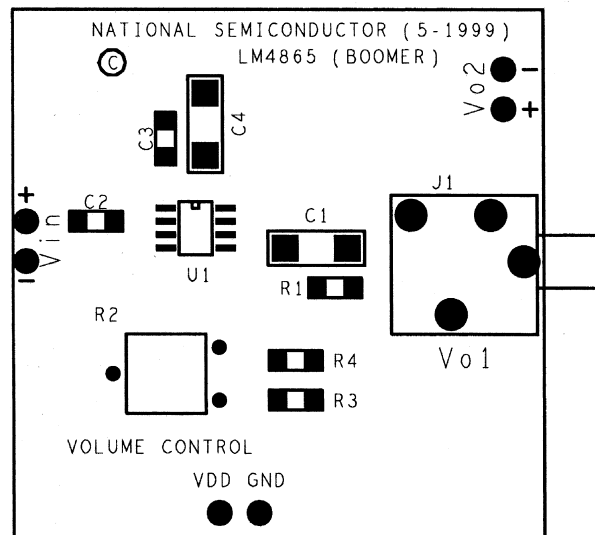 NATIONAL SEMICONDUCTOR (5-1999)
© LM4865 (BOOMER)
Vo2
-
+
C3
C4
J1
+
Vin
-
C2
C1
U1
R1
R2
Vo1
R4
R3
VOLUME CONTROL
VDD GND